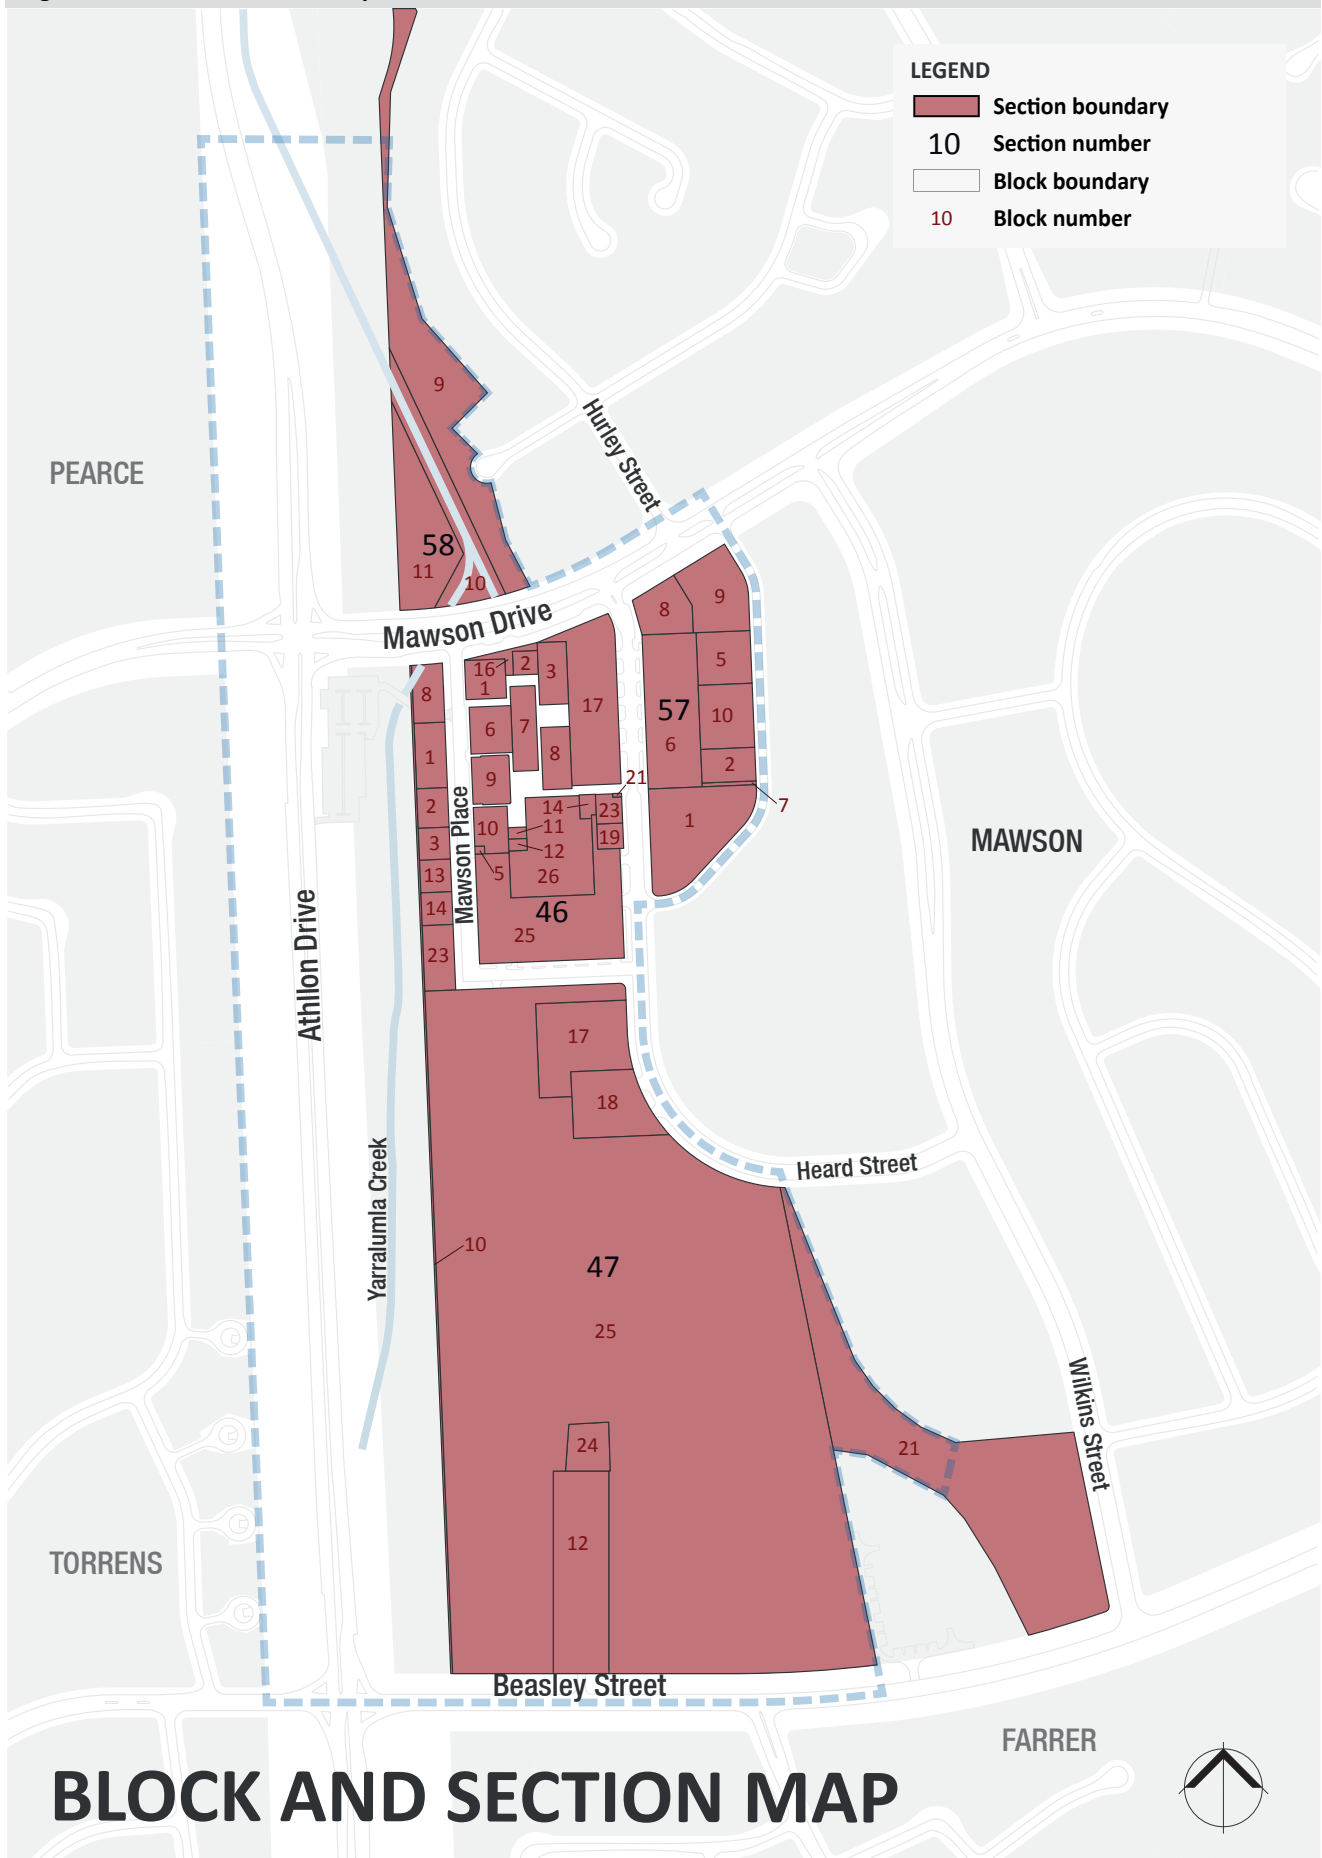 LEGEND
Section boundary
10 Section number
Block boundary
10 Block number
9
Hurley Street
PEARCE
58
11
10
Mawson Drive
8
9
16
2
3
1
5
8
17
57
10
6
7
6
1
8
2
9
21
7
2
14
23
1
10
11
19
3
12
MAWSON
5
13
26
Mawson Place
14
46
25
23
Athllon Drive
17
18
Heard Street
Yarralumla Creek
10
47
25
Wilkins Street
24
21
12
TORRENS
Beasley Street
FARRER
BLOCK AND SECTION MAP